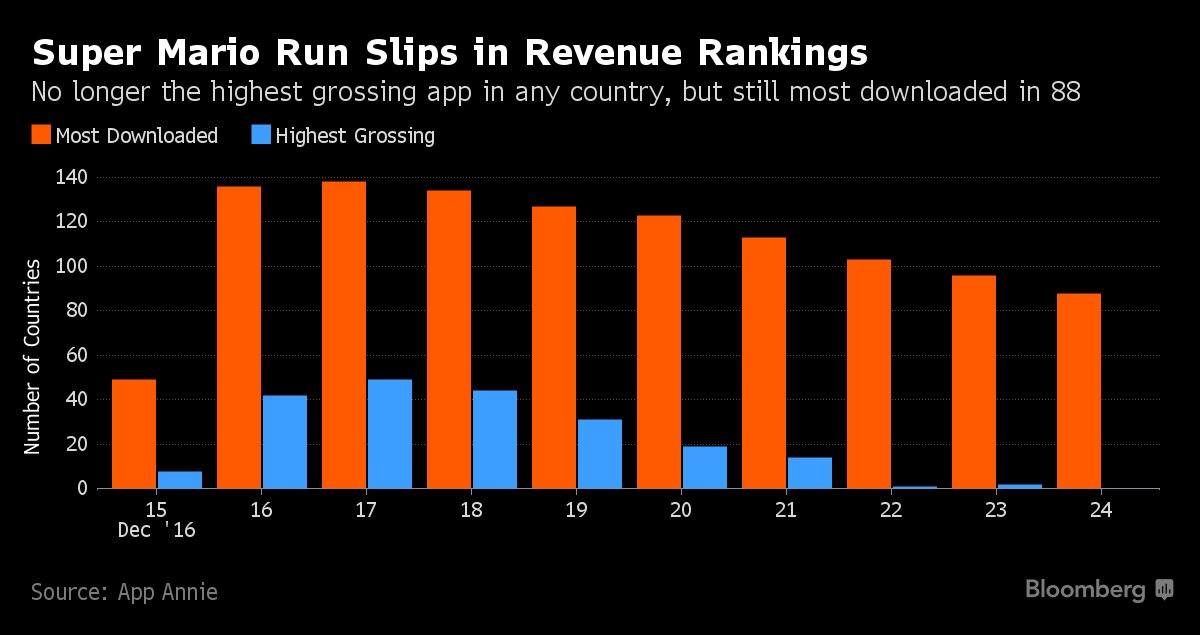 Super Mario Run Slips in Revenue Rankings
No longer the highest grossing app in any country, but still most downloaded in 88
Most Downloaded Highest Grossing
Number of Countries
140
120
100
80
60
40
20
0
15 16 17 18 19 20 21 22 23 24
Dec '16
Source: App Annie
Bloomberg